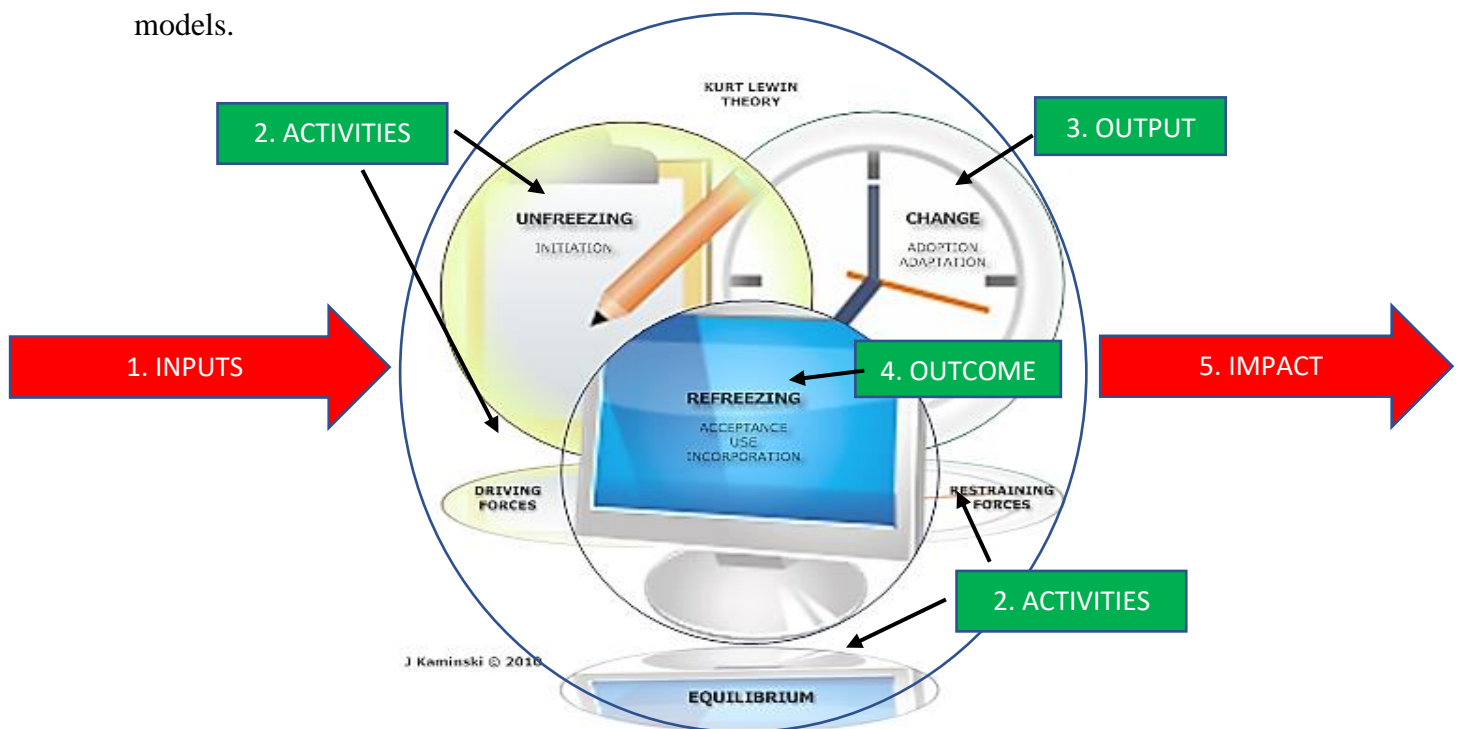 models.
KURT LEWIN
THEORY
2. ACTIVITIES
3. OUTPUT
UNFREEZING
INITIATION
CHANGE
ADOPTION
ADAPTATION
1. INPUTS
4. OUTCOME
5. IMPACT
REFREEZING
ACCEPTANCE
USE
INCORPORATION
DRIVING
FORCES
RESTRAINING
FORCES
2. ACTIVITIES
J Kaminski © 2010
EQUILIBRIUM